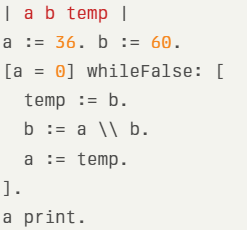 | a b temp |
a := 36. b := 60.
[a = 0] whileFalse: [
  temp := b.
  b := a \\ b.
  a := temp.
].
a print.